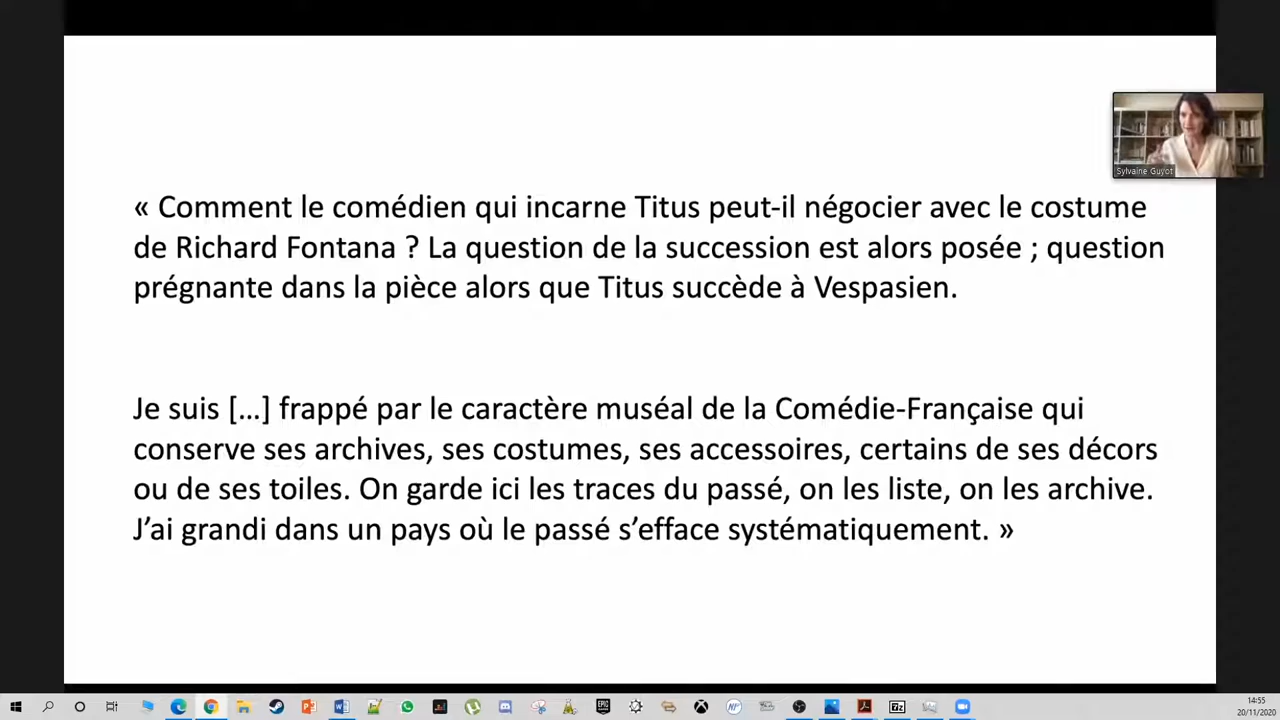 Sylvaine Guyot
« Comment le comédien qui incarne Titus peut-il négocier avec le costume
de Richard Fontana ? La question de la succession est alors posée ; question
prégnante dans la pièce alors que Titus succède à Vespasien.
Je suis […] frappé par le caractère muséal de la Comédie-Française qui
conserve ses archives, ses costumes, ses accessoires, certains de ses décors
ou de ses toiles. On garde ici les traces du passé, on les liste, on les archive.
J’ai grandi dans un pays où le passé s’efface systématiquement. »
14:55
20/11/2020